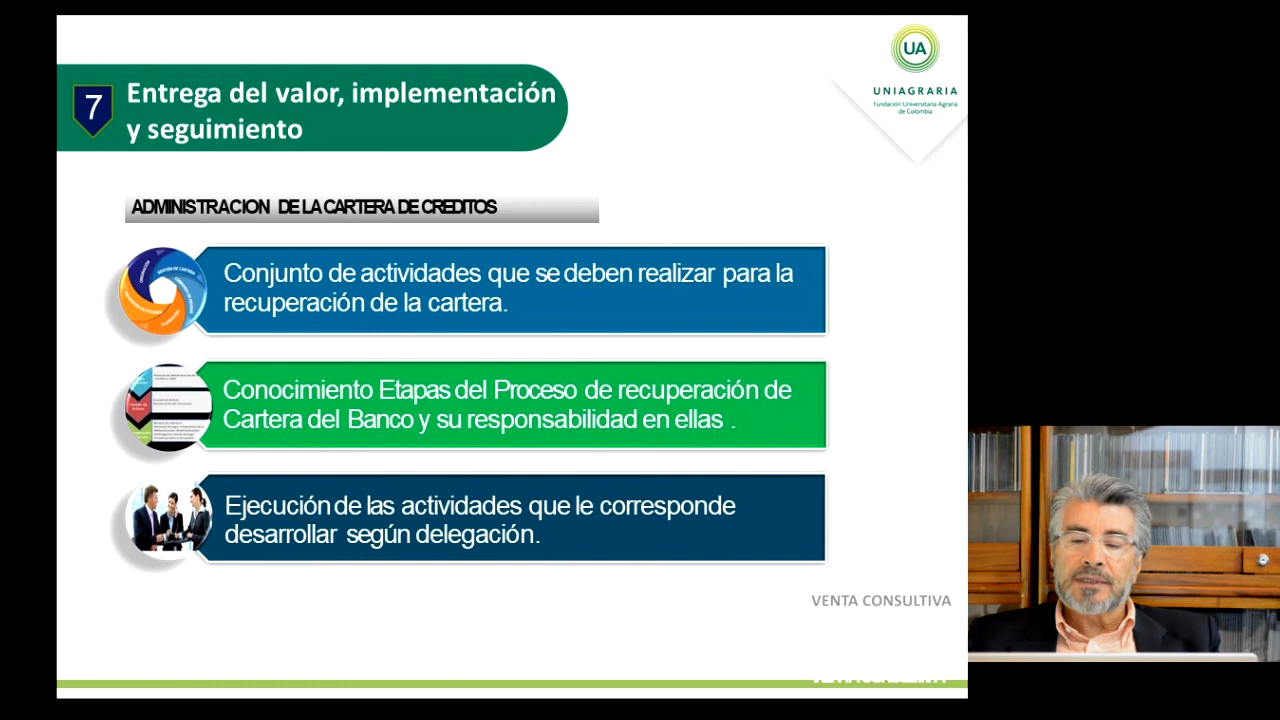 UA
UNIAGRARIA
Fundación Universitaria Agraria
de Colombia
7
Entrega del valor, implementación
y seguimiento
ADMINISTRACION DE LA CARTERA DE CREDITOS
Conjunto de actividades que se deben realizar para la
recuperación de la cartera.
Conocimiento Etapas del Proceso de recuperación de
Cartera del Banco y su responsabilidad en ellas .
Ejecución de las actividades que le corresponde
desarrollar según delegación.
VENTA CONSULTIVA